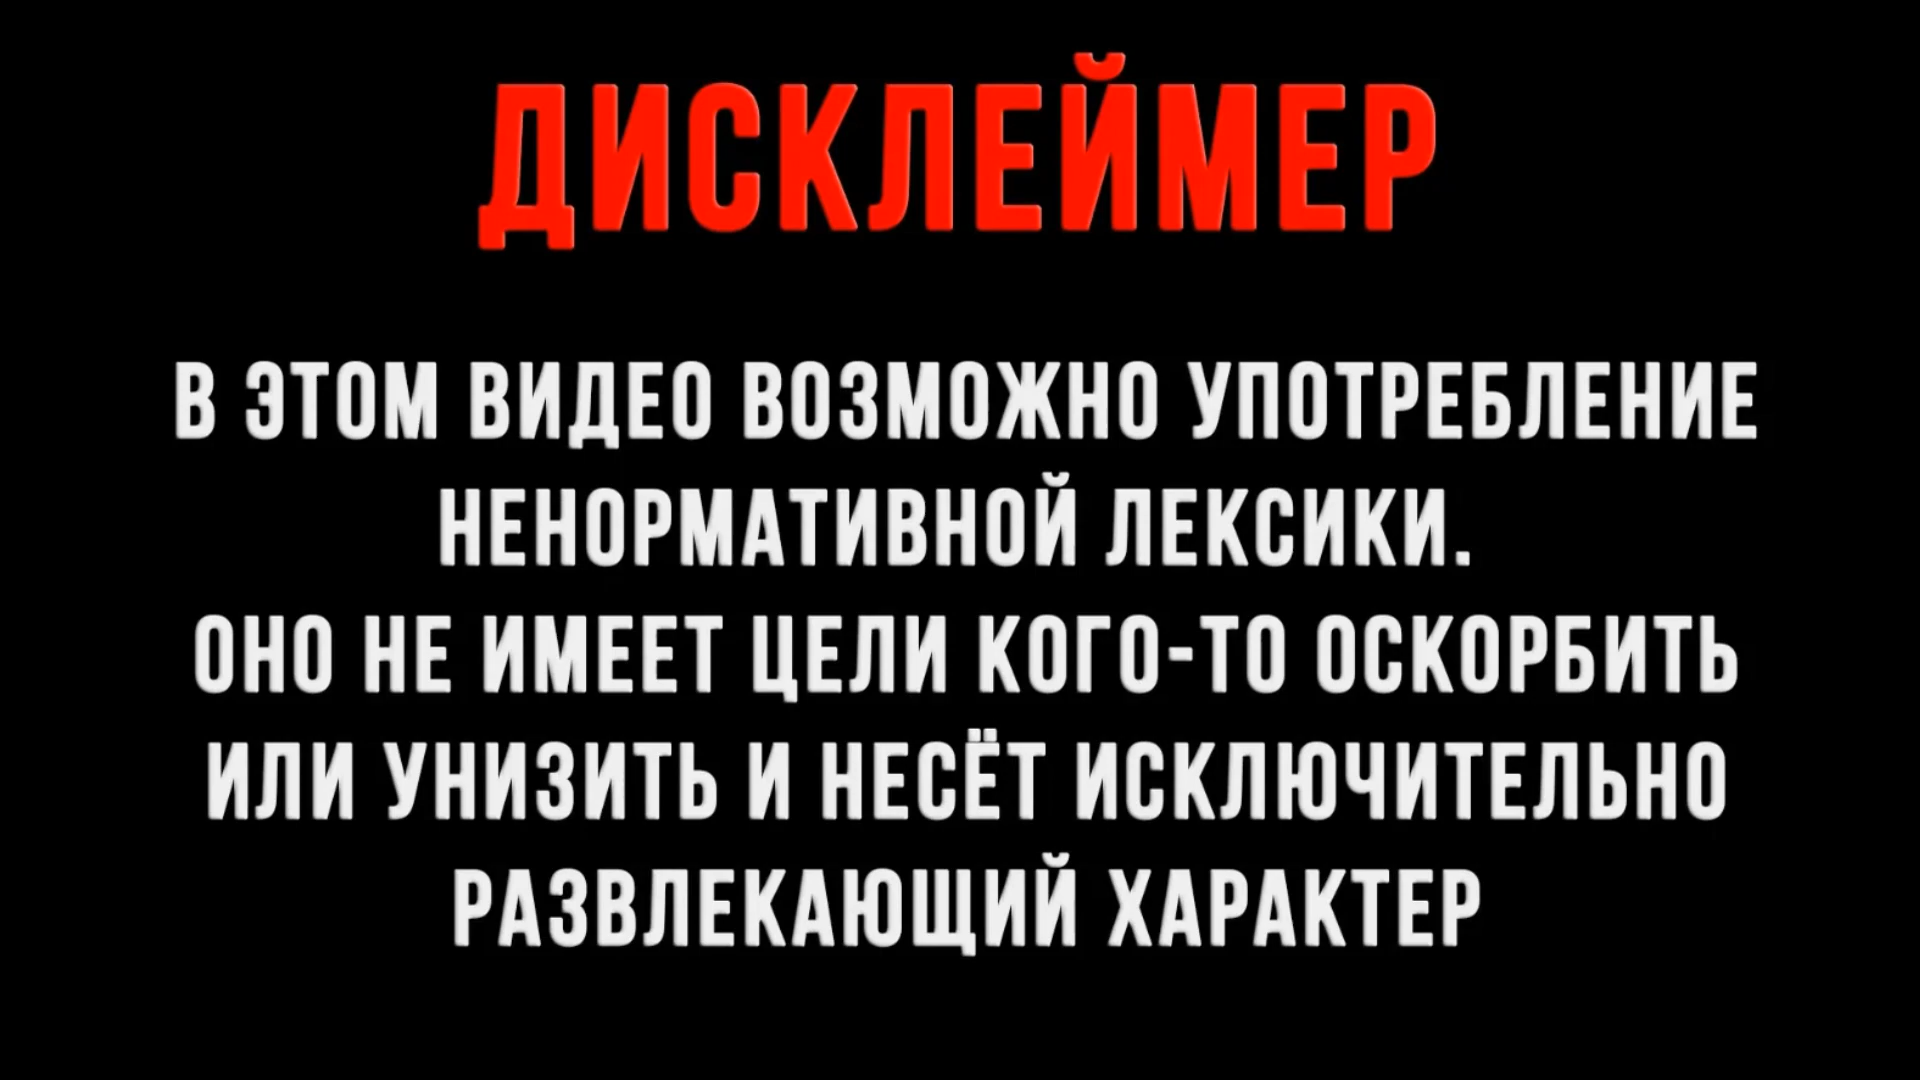 ДИСКЛЕЙМЕР
В ЭТОМ ВИДЕО ВОЗМОЖНО УПОТРЕБЛЕНИЕ
НЕНОРМАТИВНОЙ ЛЕКСИКИ.
ОНО НЕ ИМЕЕТ ЦЕЛИ КОГО-ТО ОСКОРБИТЬ
ИЛИ УНИЗИТЬ И НЕСЁТ ИСКЛЮЧИТЕЛЬНО
РАЗВЛЕКАЮЩИЙ ХАРАКТЕР